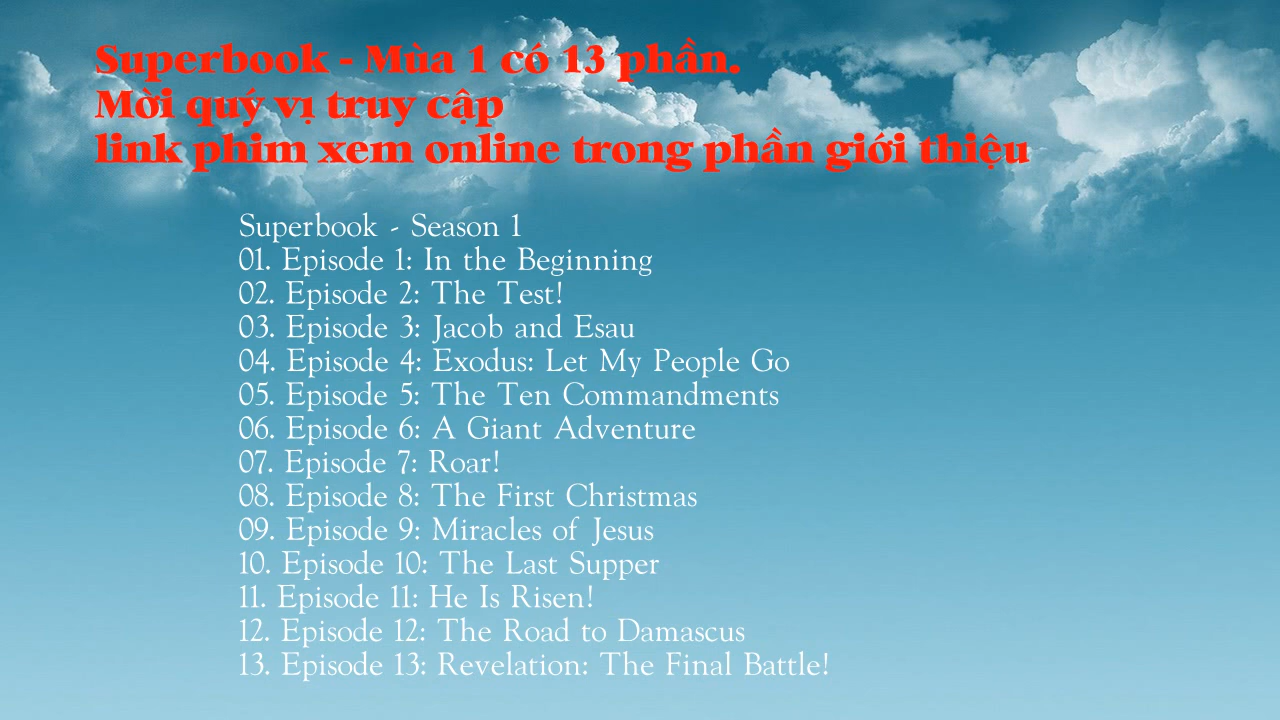 Superbook - Mùa 1 có 13 phần.
Mời quý vị truy cập
link phim xem online trong phần giới thiệu
Superbook - Season 1
01. Episode 1: In the Beginning
02. Episode 2: The Test!
03. Episode 3: Jacob and Esau
04. Episode 4: Exodus: Let My People Go
05. Episode 5: The Ten Commandments
06. Episode 6: A Giant Adventure
07. Episode 7: Roar!
08. Episode 8: The First Christmas
09. Episode 9: Miracles of Jesus
10. Episode 10: The Last Supper
11. Episode 11: He Is Risen!
12. Episode 12: The Road to Damascus
13. Episode 13: Revelation: The Final Battle!